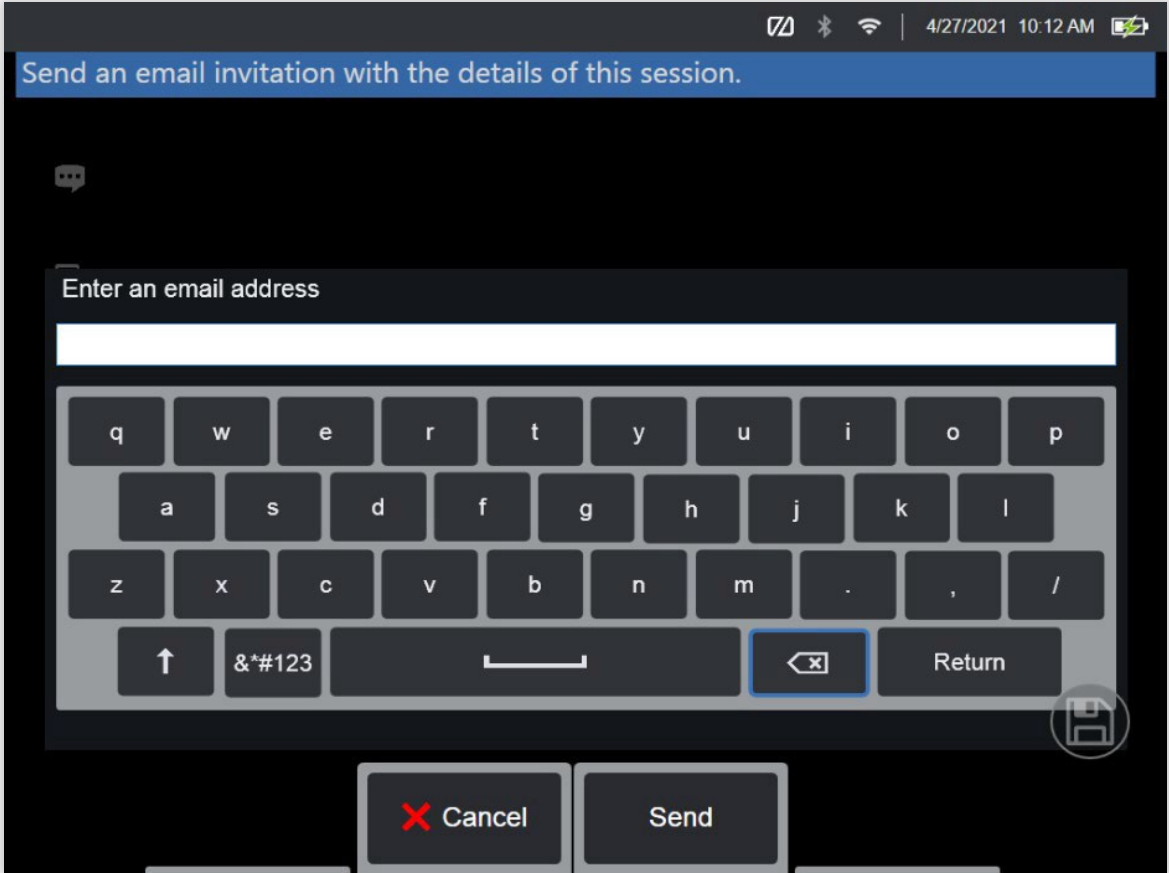 4/27/2021 10:12 AM
Send an email invitation with the details of this session.
Enter an email address
q w e r t y u i o p
a s d f g h j k l
z x c v b n m . , /
&*#123 Return
Cancel Send